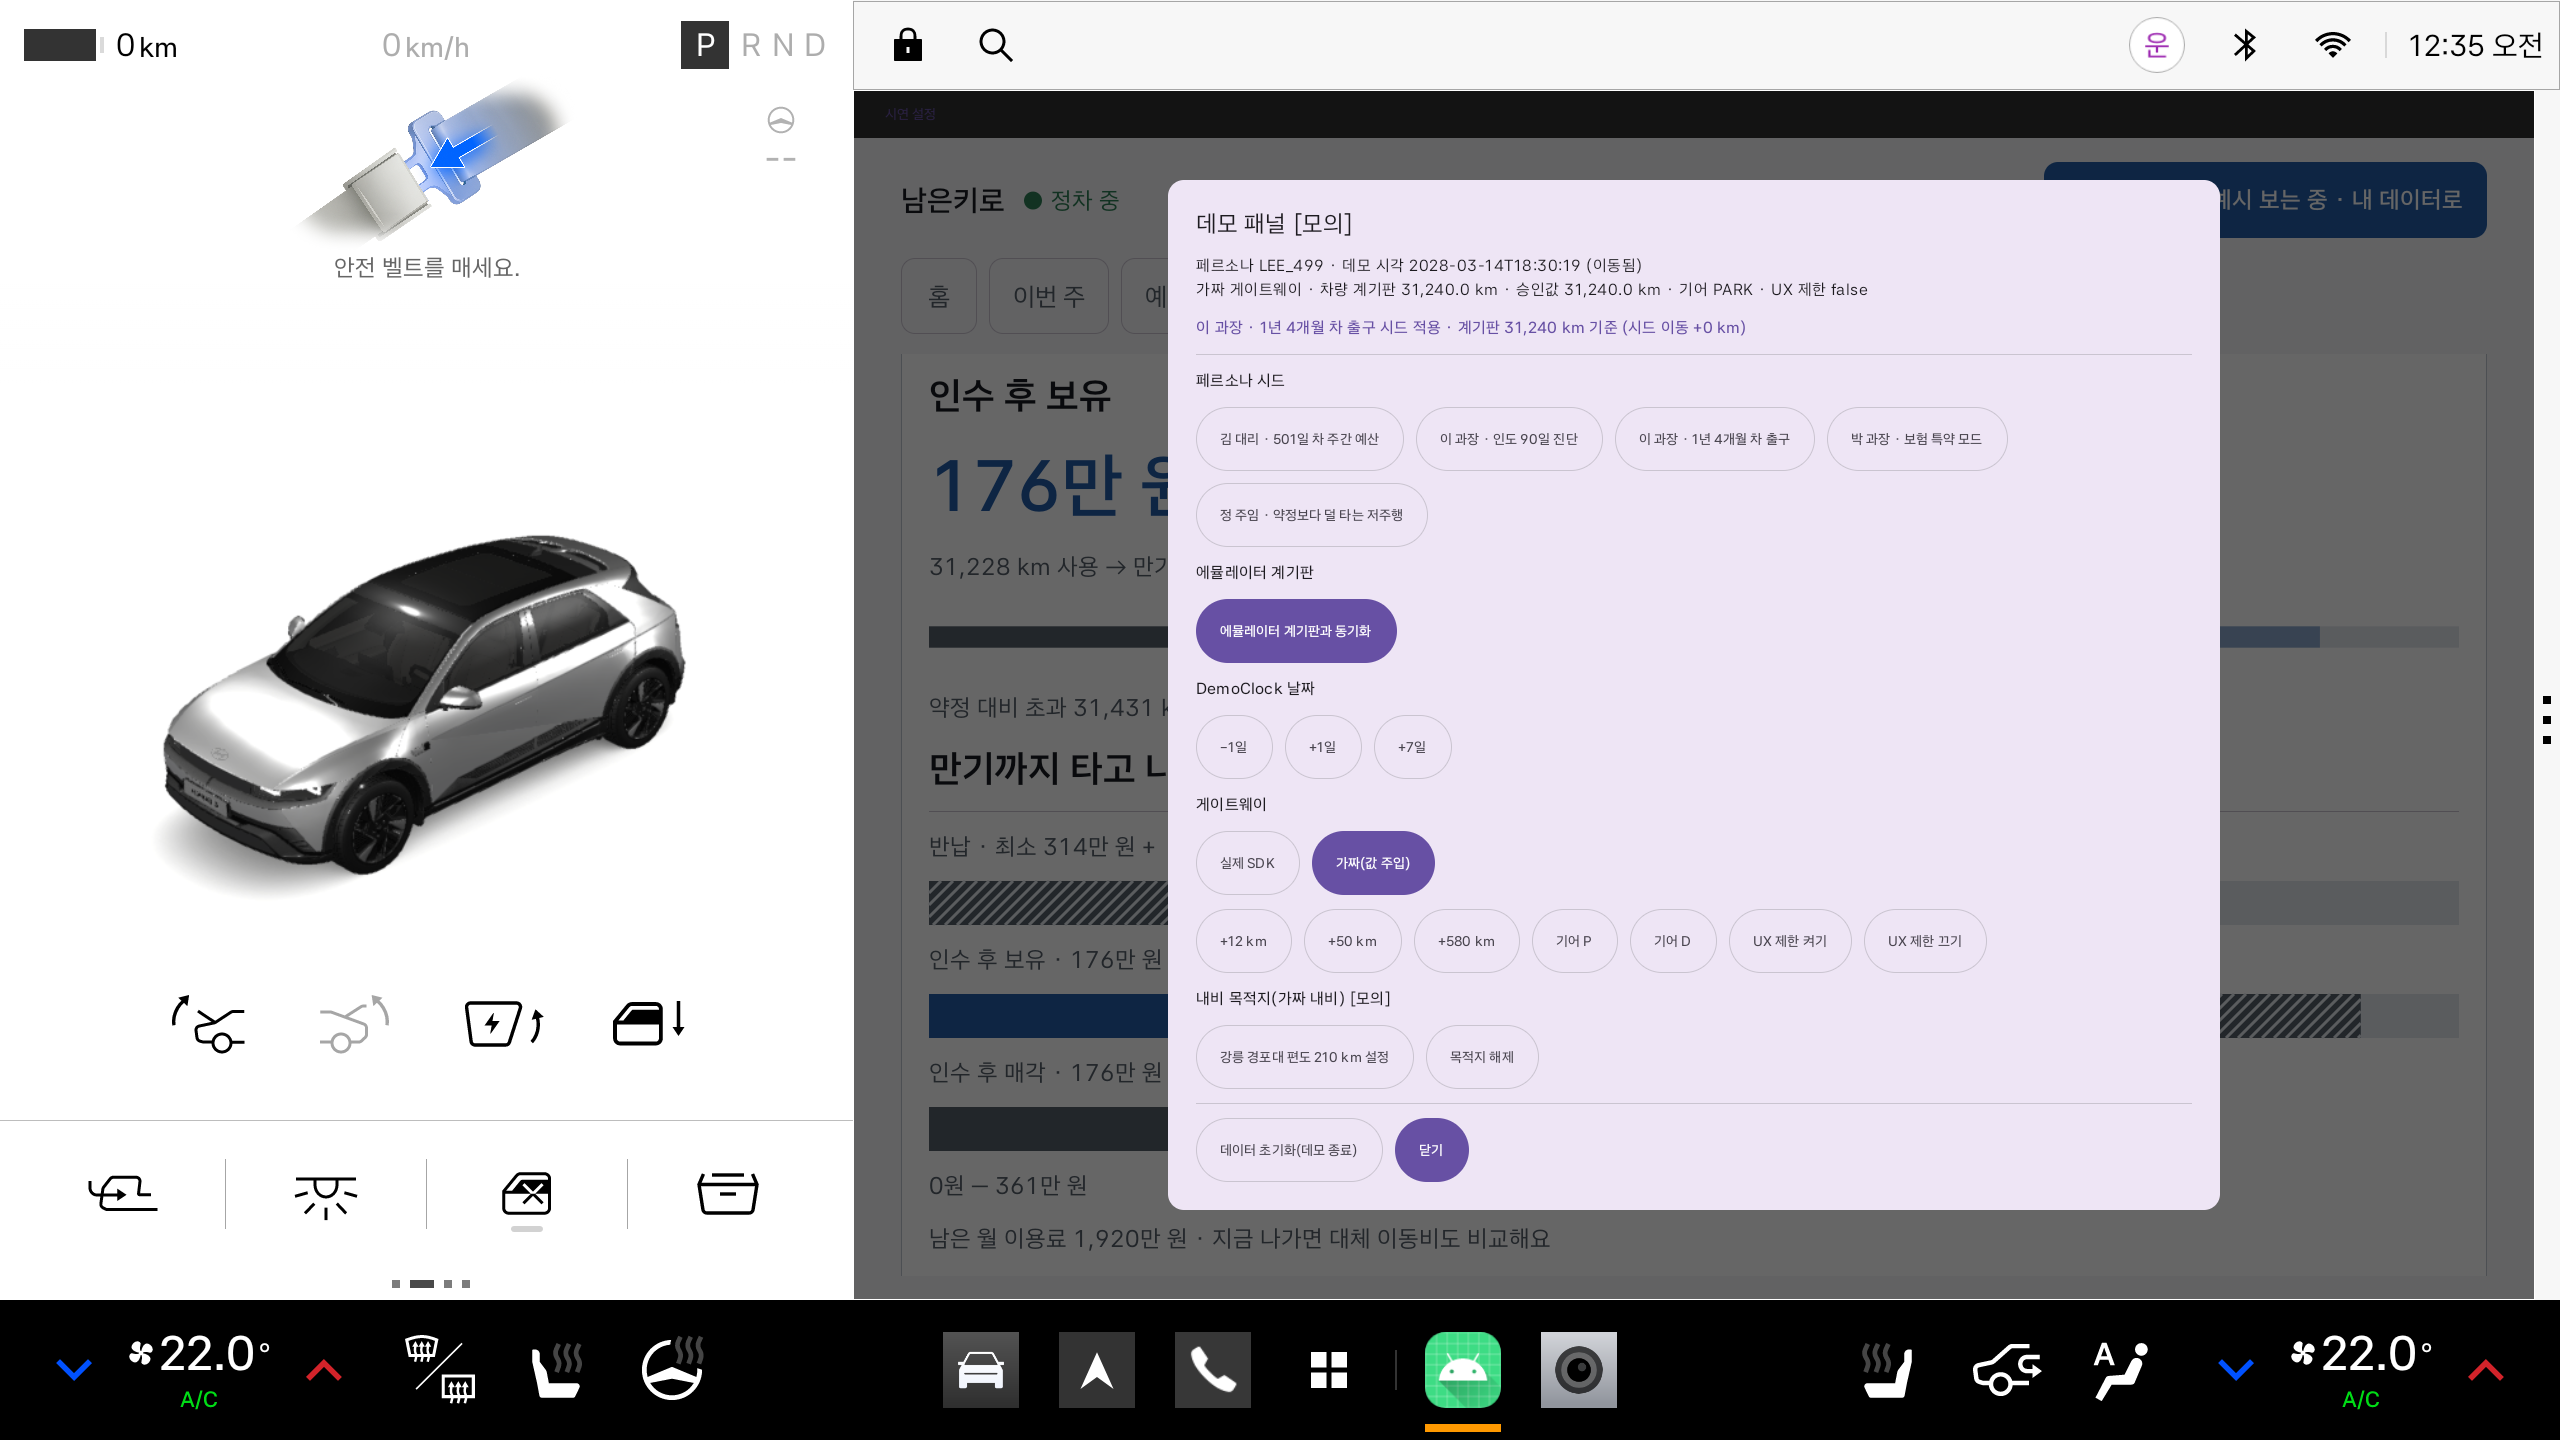 0 km
0 km/h
P R N D
안전 벨트를 매세요.
운
12:35 오전
시연 설정
남은키로
정차 중
예시 보는 중 · 내 데이터로
홈
이번 주
인수 후 보유
176만 원
31,228 km 사용 → 만기
약정 대비 초과 31,431 k
만기까지 타고 나
반납 · 최소 314만 원 +
인수 후 보유 · 176만 원
인수 후 매각 · 176만 원
0원 — 361만 원
남은 월 이용료 1,920만 원 · 지금 나가면 대체 이동비도 비교해요
데모 패널 [모의]
페르소나 LEE_499 · 데모 시각 2028-03-14T18:30:19 (이동됨)
가짜 게이트웨이 · 차량 계기판 31,240.0 km · 승인값 31,240.0 km · 기어 PARK · UX 제한 false
이 과장 · 1년 4개월 차 출구 시드 적용 · 계기판 31,240 km 기준 (시드 이동 +0 km)
페르소나 시드
김 대리 · 501일 차 주간 예산
이 과장 · 인도 90일 진단
이 과장 · 1년 4개월 차 출구
박 과장 · 보험 특약 모드
정 주임 · 약정보다 덜 타는 저주행
에뮬레이터 계기판
에뮬레이터 계기판과 동기화
DemoClock 날짜
−1일
+1일
+7일
게이트웨이
실제 SDK
가짜(값 주입)
+12 km
+50 km
+580 km
기어 P
기어 D
UX 제한 켜기
UX 제한 끄기
내비 목적지(가짜 내비) [모의]
강릉 경포대 편도 210 km 설정
목적지 해제
데이터 초기화(데모 종료)
닫기
22.0°
A/C
A
22.0°
A/C